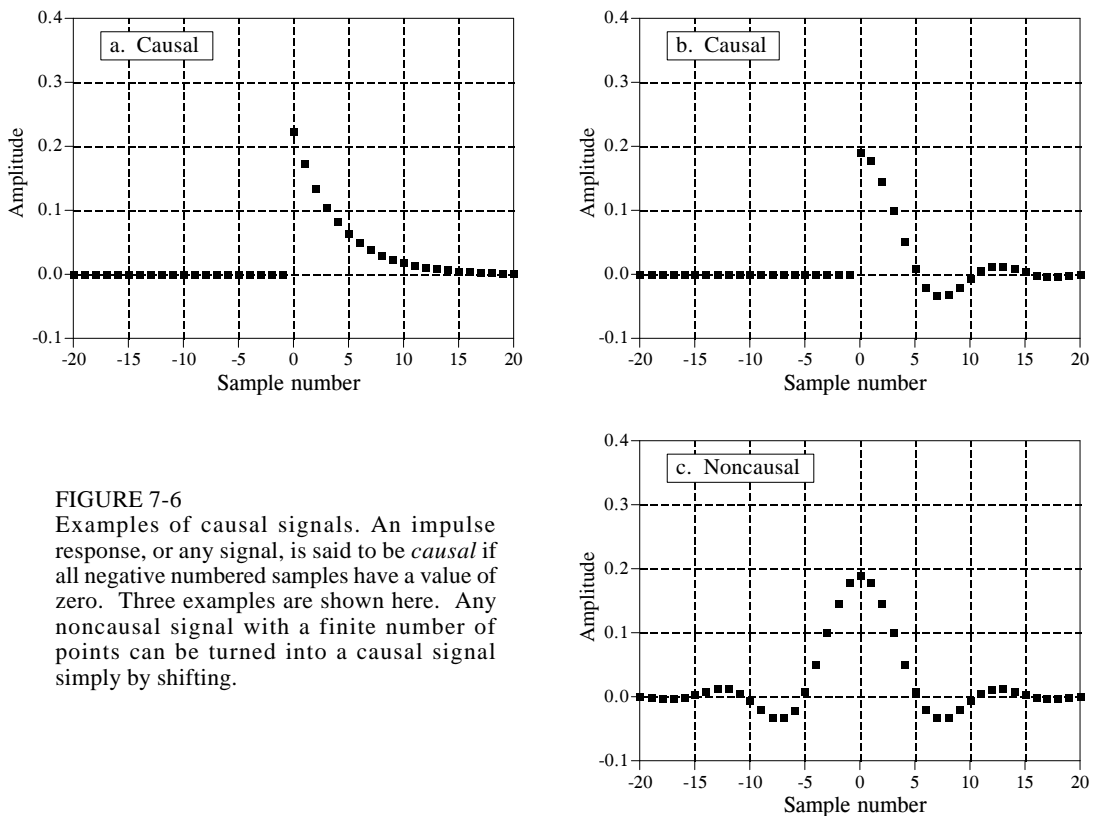 a. Causal
Amplitude
0.4
0.3
0.2
0.1
0.0
-0.1
-20 -15 -10 -5 0 5 10 15 20
Sample number
b. Causal
Amplitude
0.4
0.3
0.2
0.1
0.0
-0.1
-20 -15 -10 -5 0 5 10 15 20
Sample number
FIGURE 7-6
Examples of causal signals. An impulse
response, or any signal, is said to be causal if
all negative numbered samples have a value of
zero. Three examples are shown here. Any
noncausal signal with a finite number of
points can be turned into a causal signal
simply by shifting.
c. Noncausal
Amplitude
0.4
0.3
0.2
0.1
0.0
-0.1
-20 -15 -10 -5 0 5 10 15 20
Sample number